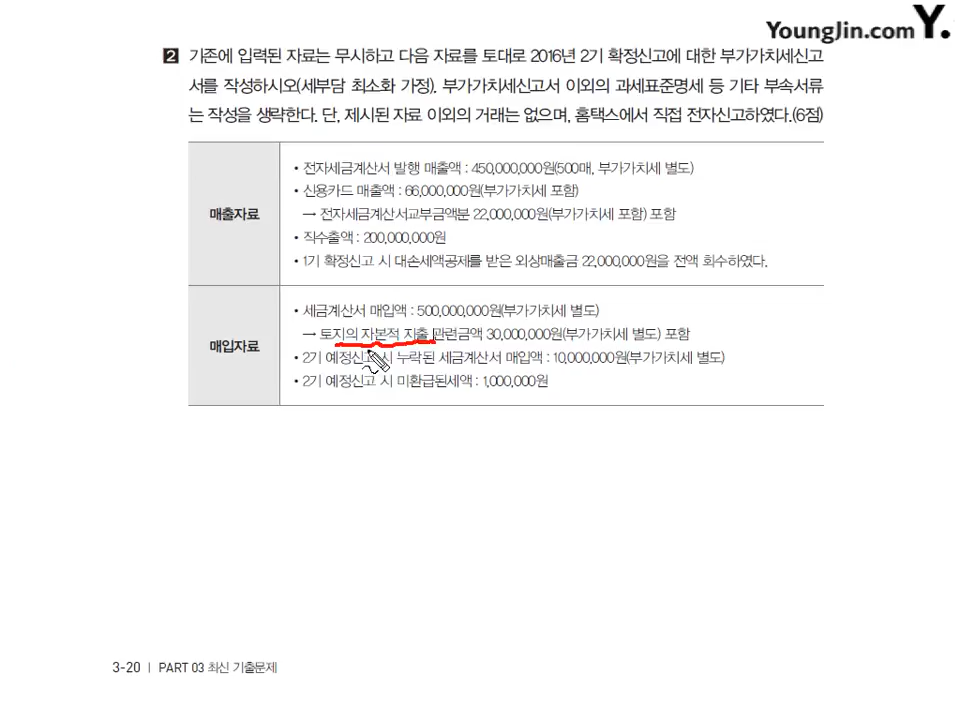 YoungJin.com Y.
2 기존에 입력된 자료는 무시하고 다음 자료를 토대로 2016년 2기 확정신고에 대한 부가가치세신고
서를 작성하시오(세부담 최소화 가정). 부가가치세신고서 이외의 과세표준명세 등 기타 부속서류
는 작성을 생략한다. 단, 제시된 자료 이외의 거래는 없으며, 홈택스에서 직접 전자신고하였다.(6점)
매출자료
• 전자세금계산서 발행 매출액 : 450,000,000원(500매, 부가가치세 별도)
• 신용카드 매출액 : 66,000,000원(부가가치세 포함)
→ 전자세금계산서교부금액분 22,000,000원(부가가치세 포함) 포함
• 직수출액 : 200,000,000원
• 1기 확정신고 시 대손세액공제를 받은 외상매출금 22,000,000원을 전액 회수하였다.
매입자료
• 세금계산서 매입액 : 500,000,000원(부가가치세 별도)
→ 토지의 자본적 지출 관련금액 30,000,000원(부가가치세 별도) 포함
• 2기 예정신고 시 누락된 세금계산서 매입액 : 10,000,000원(부가가치세 별도)
• 2기 예정신고 시 미환급된세액 : 1,000,000원
3-20 | PART 03 최신 기출문제